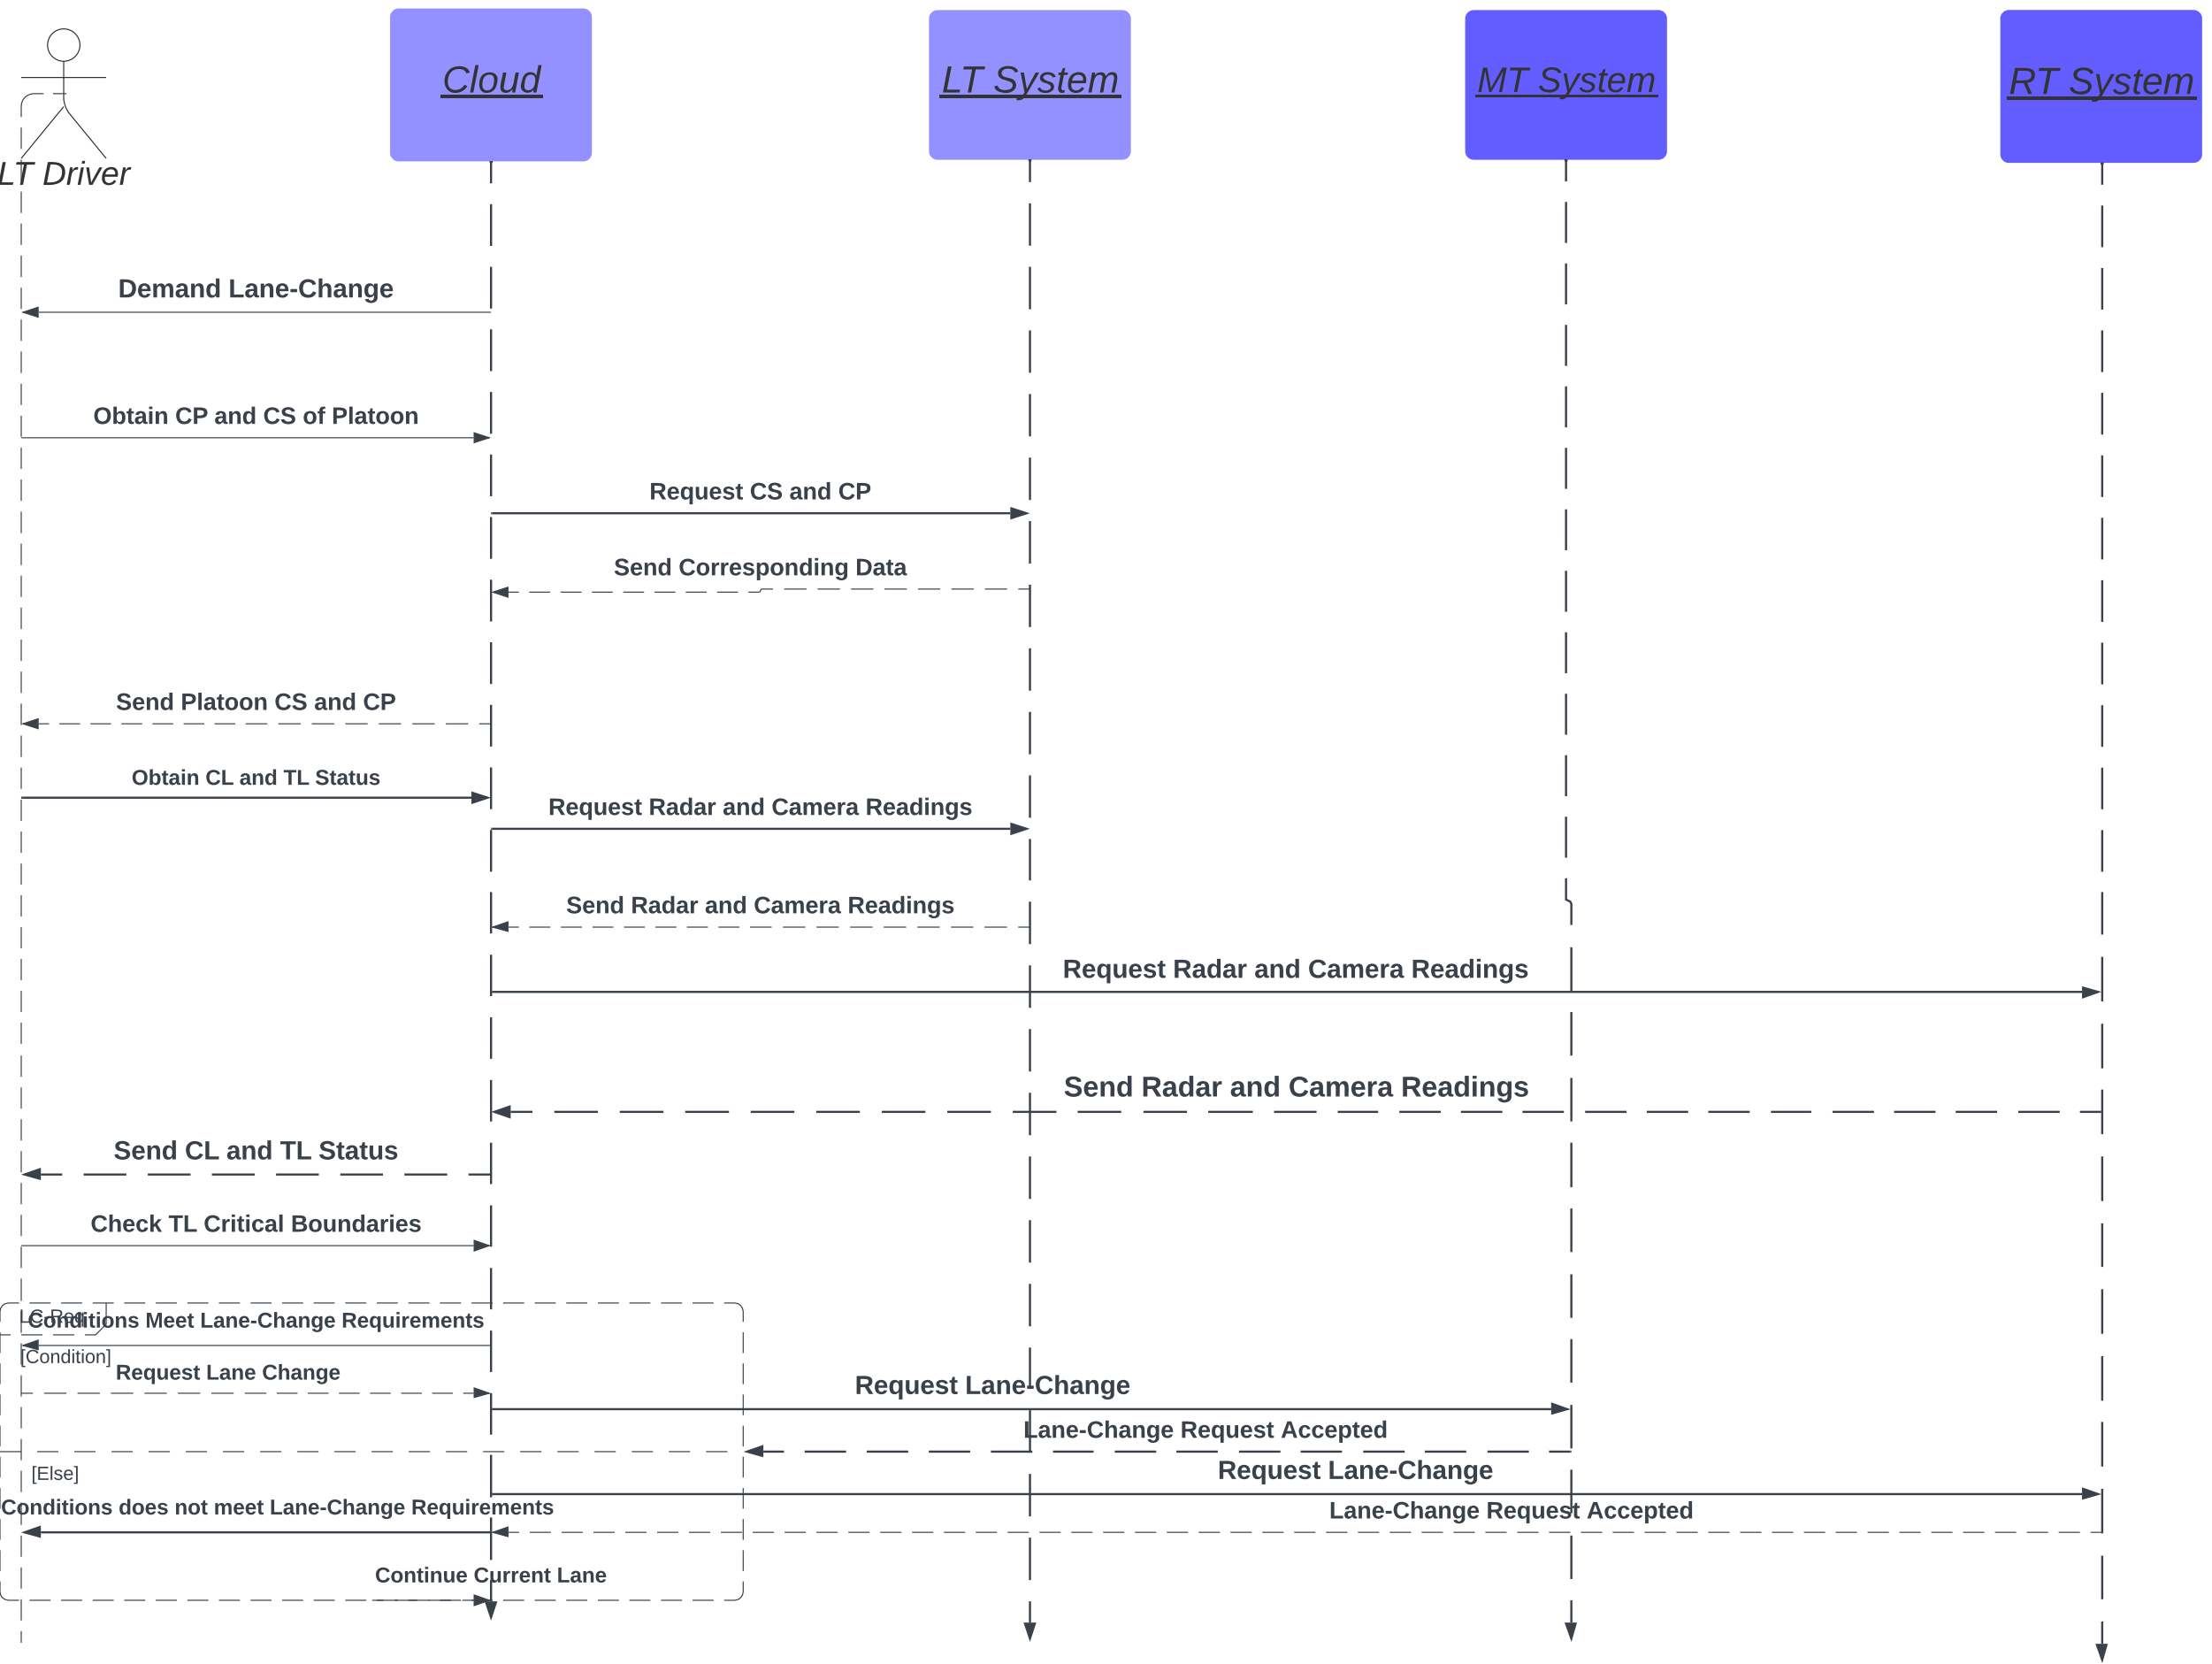 LT Driver
Cloud
LT System
MT System
RT System
Demand Lane-Change
Obtain CP and CS of Platoon
Request CS and CP
Send Corresponding Data
Send Platoon CS and CP
Obtain CL and TL Status
Request Radar and Camera Readings
Send Radar and Camera Readings
Request Radar and Camera Readings
Send Radar and Camera Readings
Send CL and TL Status
Check TL Critical Boundaries
LC Req
Conditions Meet Lane-Change Requirements
[Condition]
Request Lane Change
Request Lane-Change
Lane-Change Request Accepted
Request Lane-Change
[Else]
Conditions does not meet Lane-Change Requirements
Lane-Change Request Accepted
Continue Current Lane